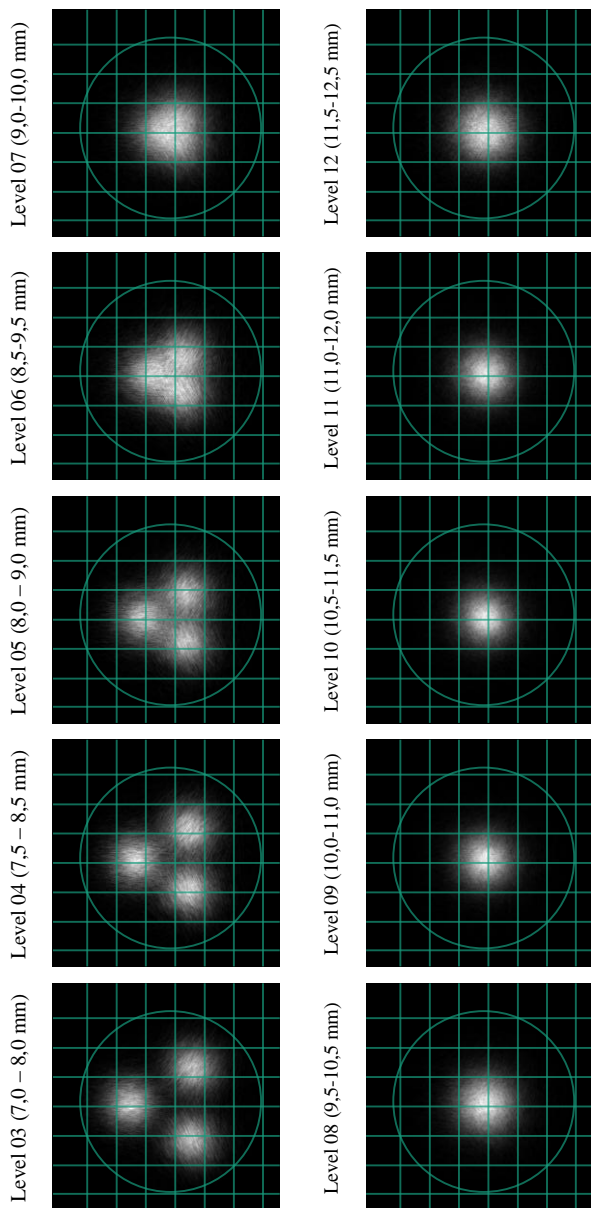 Level 03 (7,0 – 8,0 mm)
Level 04 (7,5 – 8,5 mm)
Level 05 (8,0 – 9,0 mm)
Level 06 (8,5-9,5 mm)
Level 07 (9,0-10,0 mm)
Level 08 (9,5-10,5 mm)
Level 09 (10,0-11,0 mm)
Level 10 (10,5-11,5 mm)
Level 11 (11,0-12,0 mm)
Level 12 (11,5-12,5 mm)